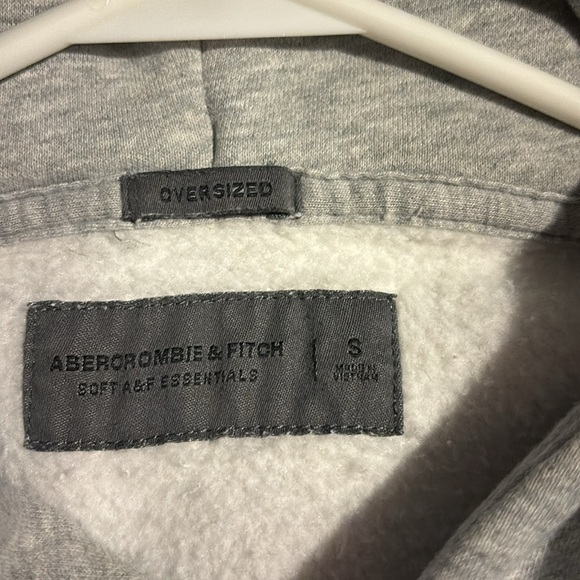 OVERSIZED
ABERCROMBIE & FITCH
SOFT A&F ESSENTIALS
S
MADE IN
VIETNAM